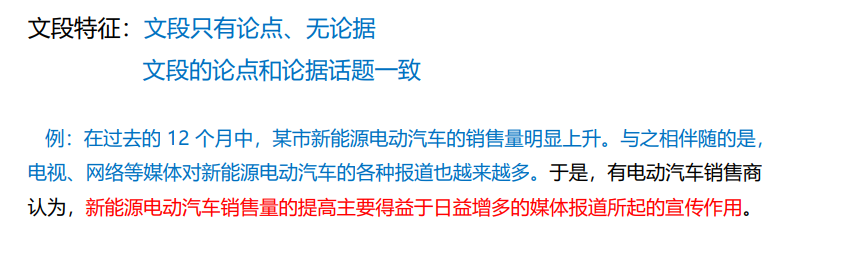 文段特征：文段只有论点、无论据
文段的论点和论据话题一致
例：在过去的 12 个月中，某市新能源电动汽车的销售量明显上升。与之相伴随的是，
电视、网络等媒体对新能源电动汽车的各种报道也越来越多。于是，有电动汽车销售商
认为，新能源电动汽车销售量的提高主要得益于日益增多的媒体报道所起的宣传作用。